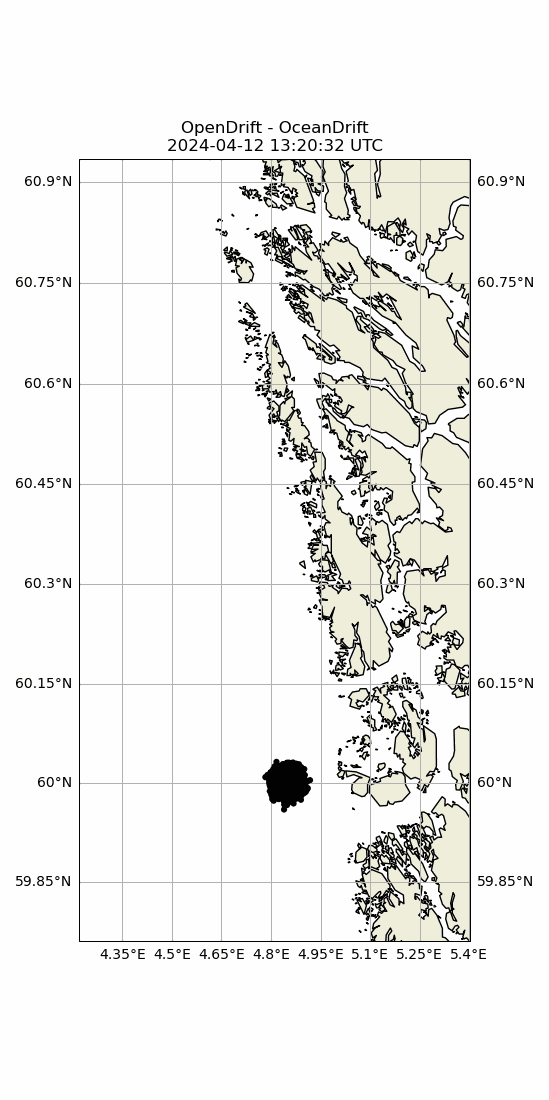 OpenDrift - OceanDrift
2024-04-12 13:20:32 UTC
60.9°N 60.9°N
60.75°N 60.75°N
60.6°N 60.6°N
60.45°N 60.45°N
60.3°N 60.3°N
60.15°N 60.15°N
60°N 60°N
59.85°N 59.85°N
4.35°E 4.5°E 4.65°E 4.8°E 4.95°E 5.1°E 5.25°E 5.4°E